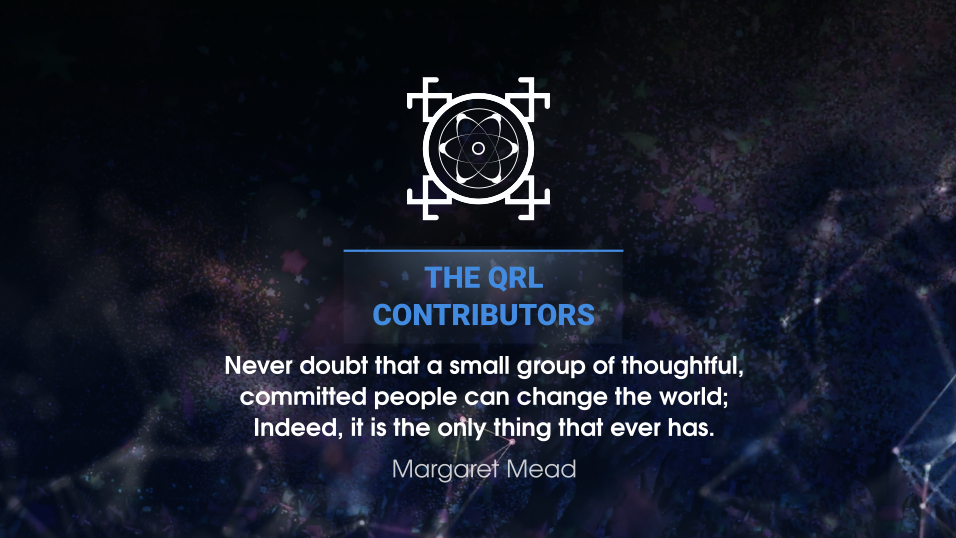 THE QRL
CONTRIBUTORS
Never doubt that a small group of thoughtful,
committed people can change the world;
Indeed, it is the only thing that ever has.
Margaret Mead